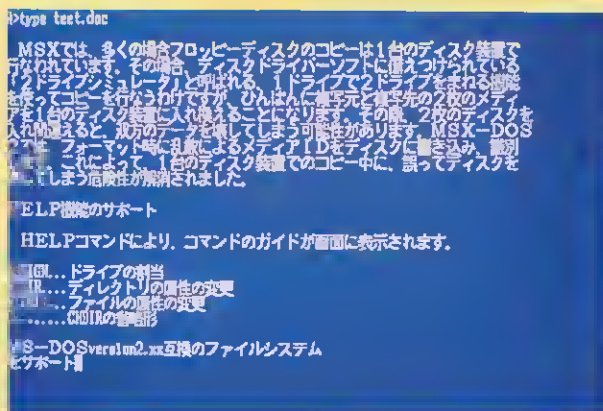 A>type test.doc
MSXでは、多くの場合フロッピーディスクのコピーは1台のディスク装置で
行なわれています。その場合、ディスクドライバーソフトに備えつけられている
「2ドライブシミュレータ」と呼ばれる、1ドライブで2ドライブをまねる機能
を使ってコピーを行なうわけですが、ひんぱんに複写元と複写先の2枚のメディ
アを1台のディスク装置に入れ換えることになります。その際、2枚のディスクを
入れ間違えると、双方のデータを壊してしまう可能性があります。MSX-DOS
2では、フォーマット時に乱数によるメディアIDをディスクに書き込み、識別
これによって、1台のディスク装置でのコピー中に、誤ってディスクを
てしまう危険性が解消されました。
HELP機能のサポート
HELPコマンドにより、コマンドのガイドが画面に表示されます。
...ドライブの割当
...ディレクトリの属性の変更
...ファイルの属性の変更
......CHDIRの省略形
MS-DOSversion2.xx互換のファイルシステム
をサポート